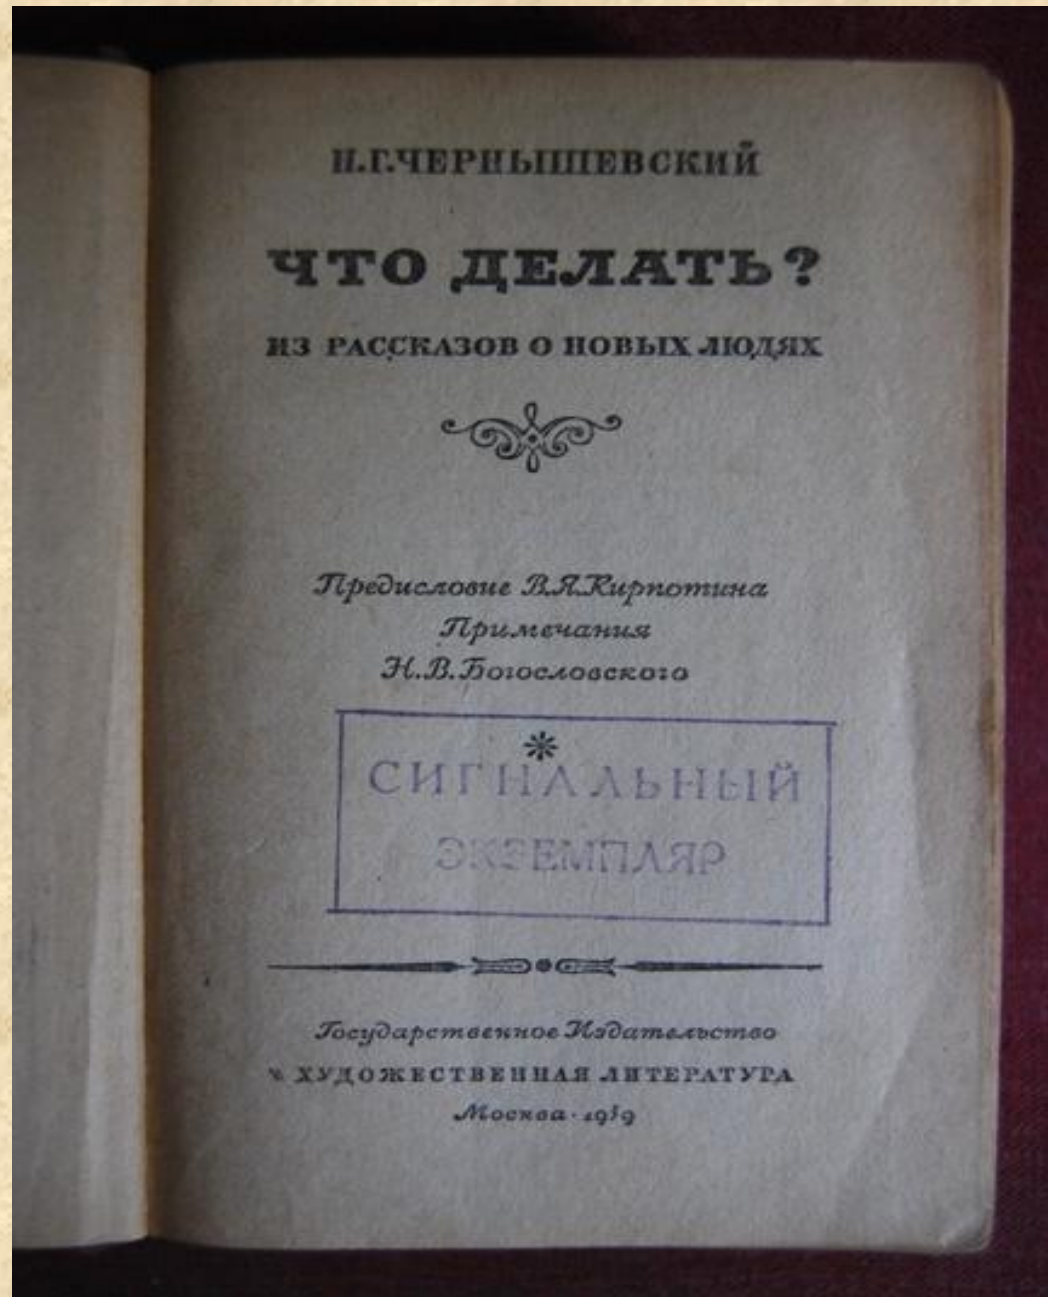 Н.Г.ЧЕРНЫШЕВСКИЙ
ЧТО ДЕЛАТЬ?
ИЗ РАССКАЗОВ О НОВЫХ ЛЮДЯХ
Предисловие В.Я.Кирпотина
Примечания
Н.В.Богословского
*
СИГНАЛЬНЫЙ
ЭКЗЕМПЛЯР
Государственное Издательство
ХУДОЖЕСТВЕННАЯ ЛИТЕРАТУРА
Москва · 1939